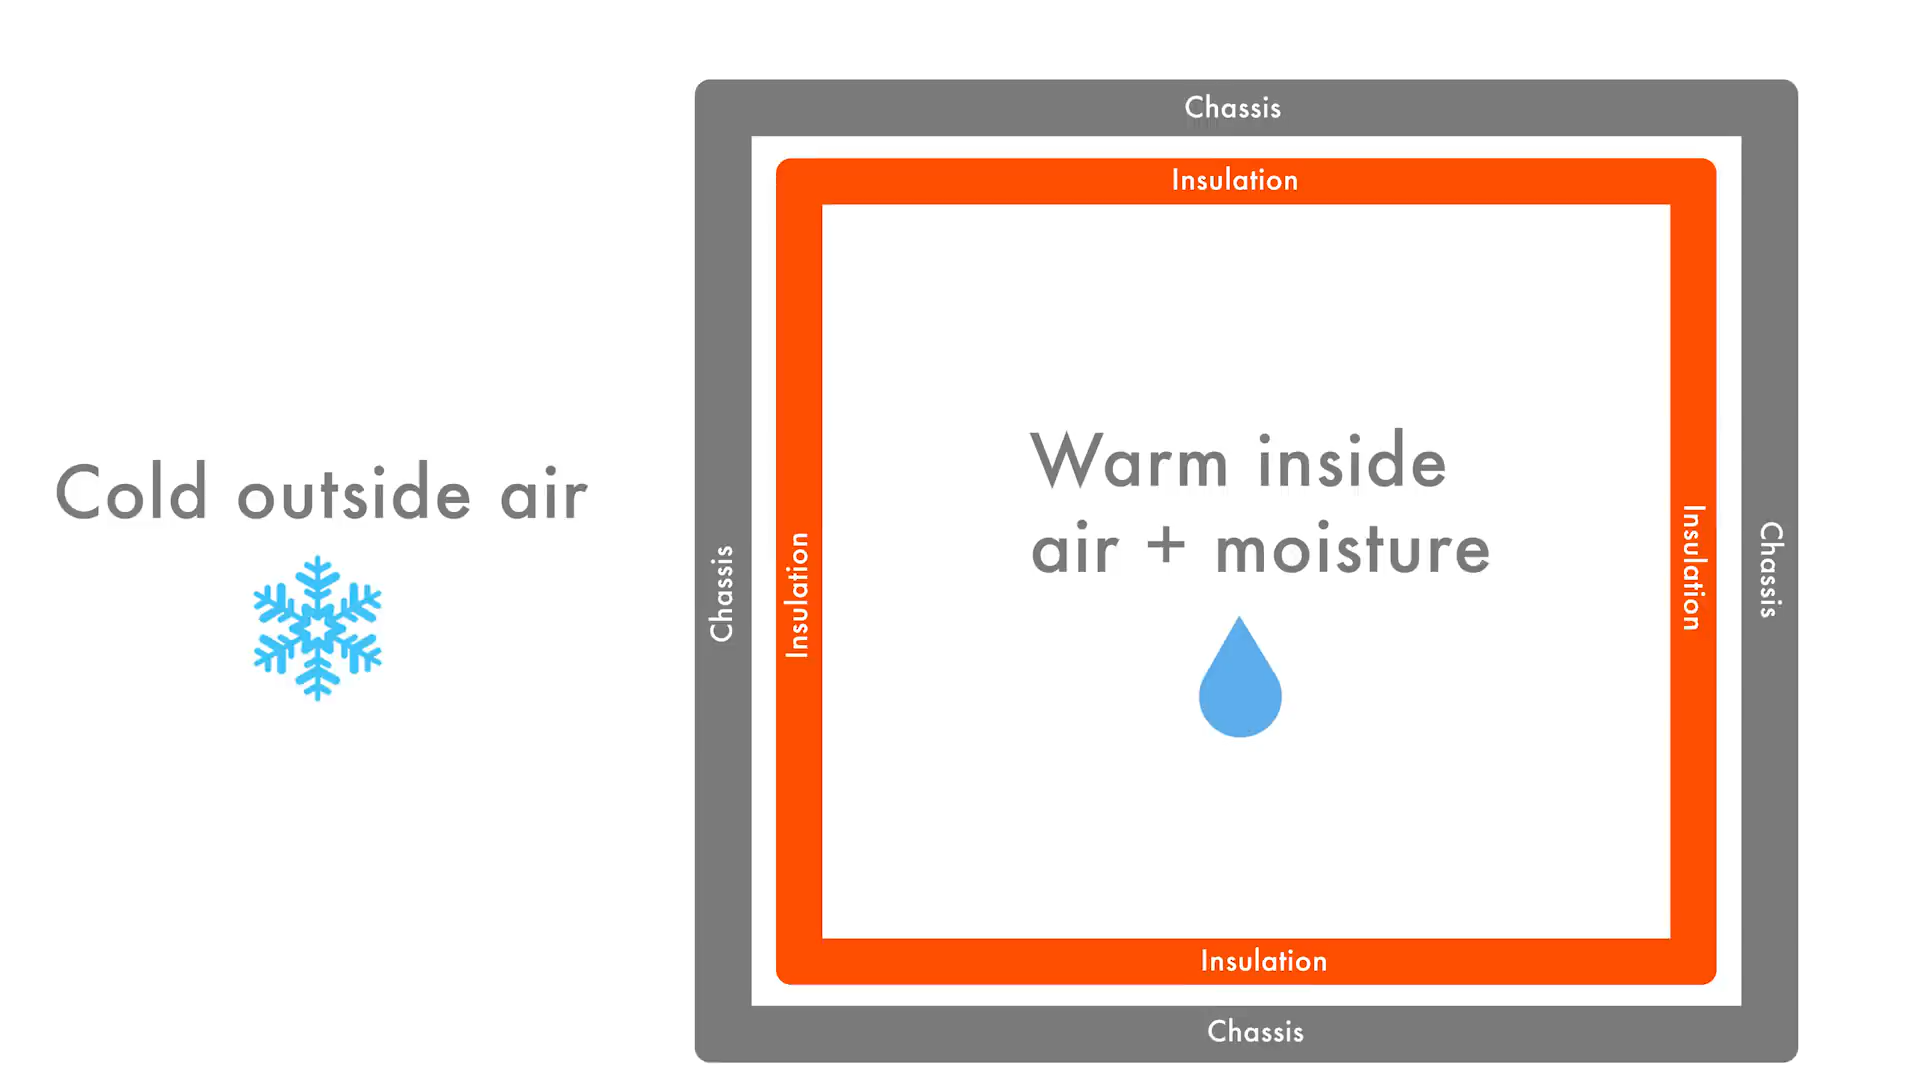 Chassis
Insulation
Warm inside
air + moisture
Cold outside air
Chassis
Insulation
Insulation
Chassis
Insulation
Chassis